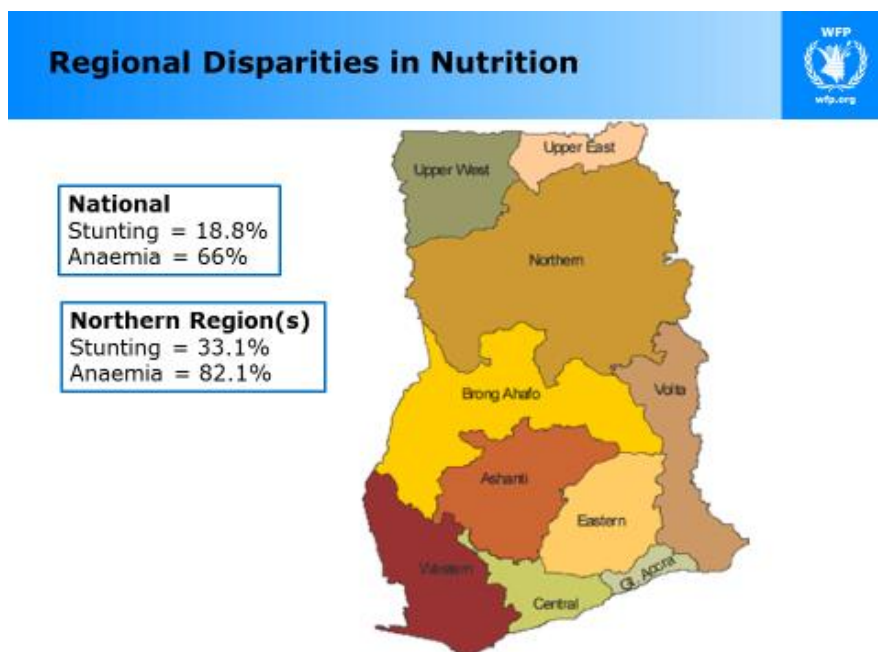 Regional Disparities in Nutrition
WFP
wfp.org
National
Stunting = 18.8%
Anaemia = 66%
Northern Region(s)
Stunting = 33.1%
Anaemia = 82.1%
Upper East
Upper West
Northern
Brong Ahafo
Volta
Ashanti
Eastern
Western
Gt. Accra
Central